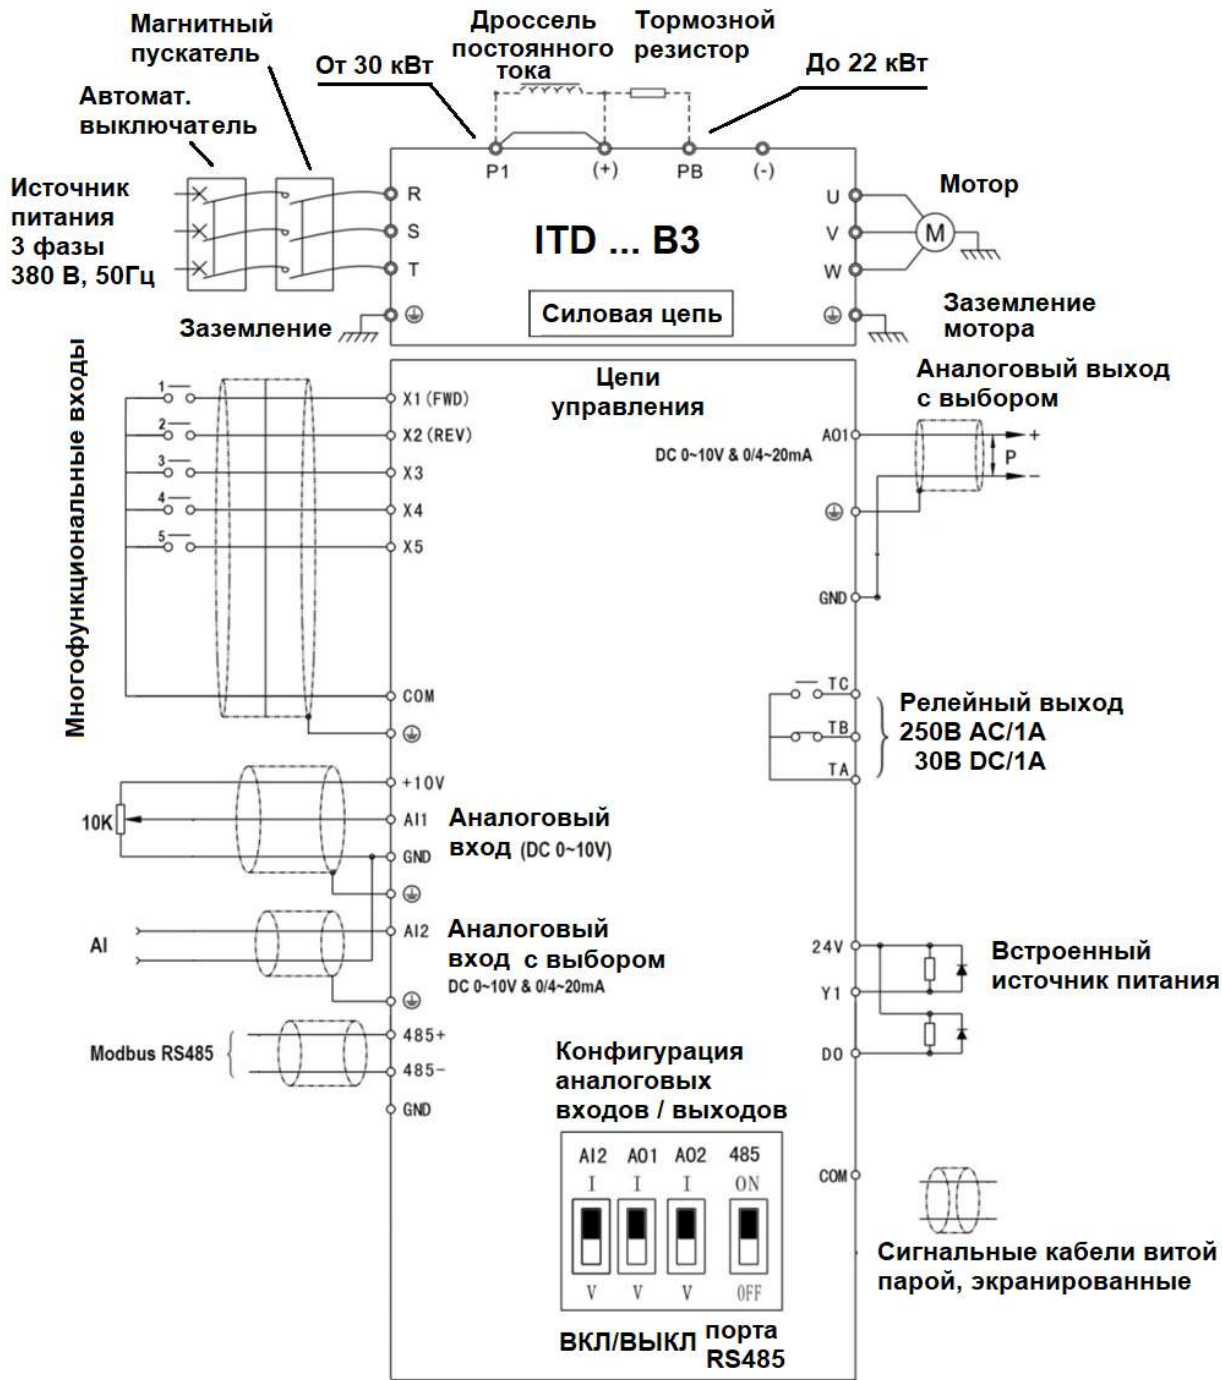 Магнитный
пускатель
Дроссель
постоянного
тока
Тормозной
резистор
От 30 кВт
До 22 кВт
Автомат.
выключатель
P1
(+)
PB
(-)
Источник
питания
3 фазы
380 В, 50Гц
R
S
T
ITD ... B3
U
V
W
M
Мотор
Силовая цепь
Заземление
Заземление
мотора
Многофункциональные входы
Цепи
управления
Аналоговый выход
с выбором
1
X1(FWD)
2
X2(REV)
3
X3
4
X4
5
X5
COM
AO1
DC 0~10V & 0/4~20mA
+
P
−
GND
TC
TB
TA
Релейный выход
250В AC/1A
30В DC/1A
+10V
10K
AI1
GND
Аналоговый
вход (DC 0~10V)
AI
AI2
Аналоговый
вход с выбором
DC 0~10V & 0/4~20mA
Modbus RS485
485+
485-
GND
24V
Y1
DO
Встроенный
источник питания
Конфигурация
аналоговых
входов / выходов
AI2 AO1 AO2 485
I I I ON
V V V OFF
ВКЛ/ВЫКЛ порта
RS485
COM
Сигнальные кабели витой
парой, экранированные